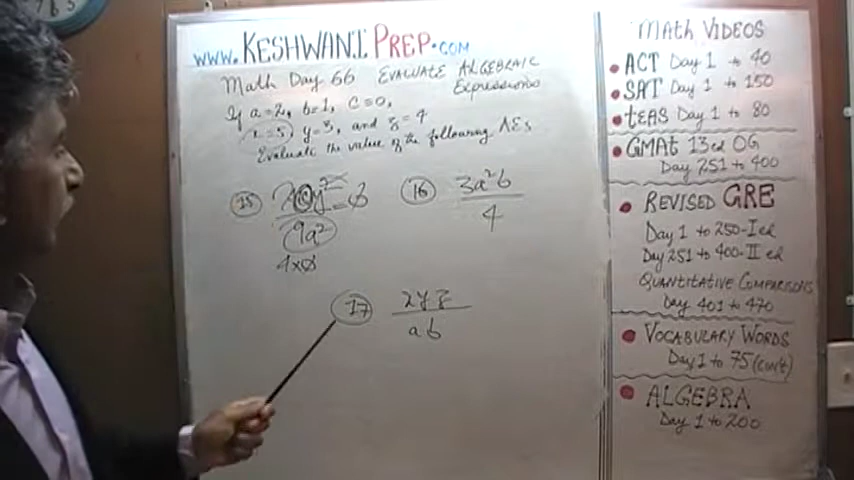 WWW.KESHWANI PREP.COM
Math Day 66 EVALUATE ALGEBRAIC
Expressions
If a=2, b=1, c=0,
x=5, y=3, and z=4
Evaluate the value of the following AEs
15
9a²
4x0
16 3a²b
4
17 xyz
ab
MATH VIDEOS
ACT Day 1 to 40
SAT Day 1 to 150
tEAS Day 1 to 80
GMAT 13ed OG
Day 251 to 400
REVISED GRE
Day 1 to 250-I ed
Day 251 to 400-II ed
QUANTITATIVE COMPARISONS
Day 401 to 470
VOCABULARY WORDS
Day 1 to 75 (con't)
ALGEBRA
Day 1 to 200